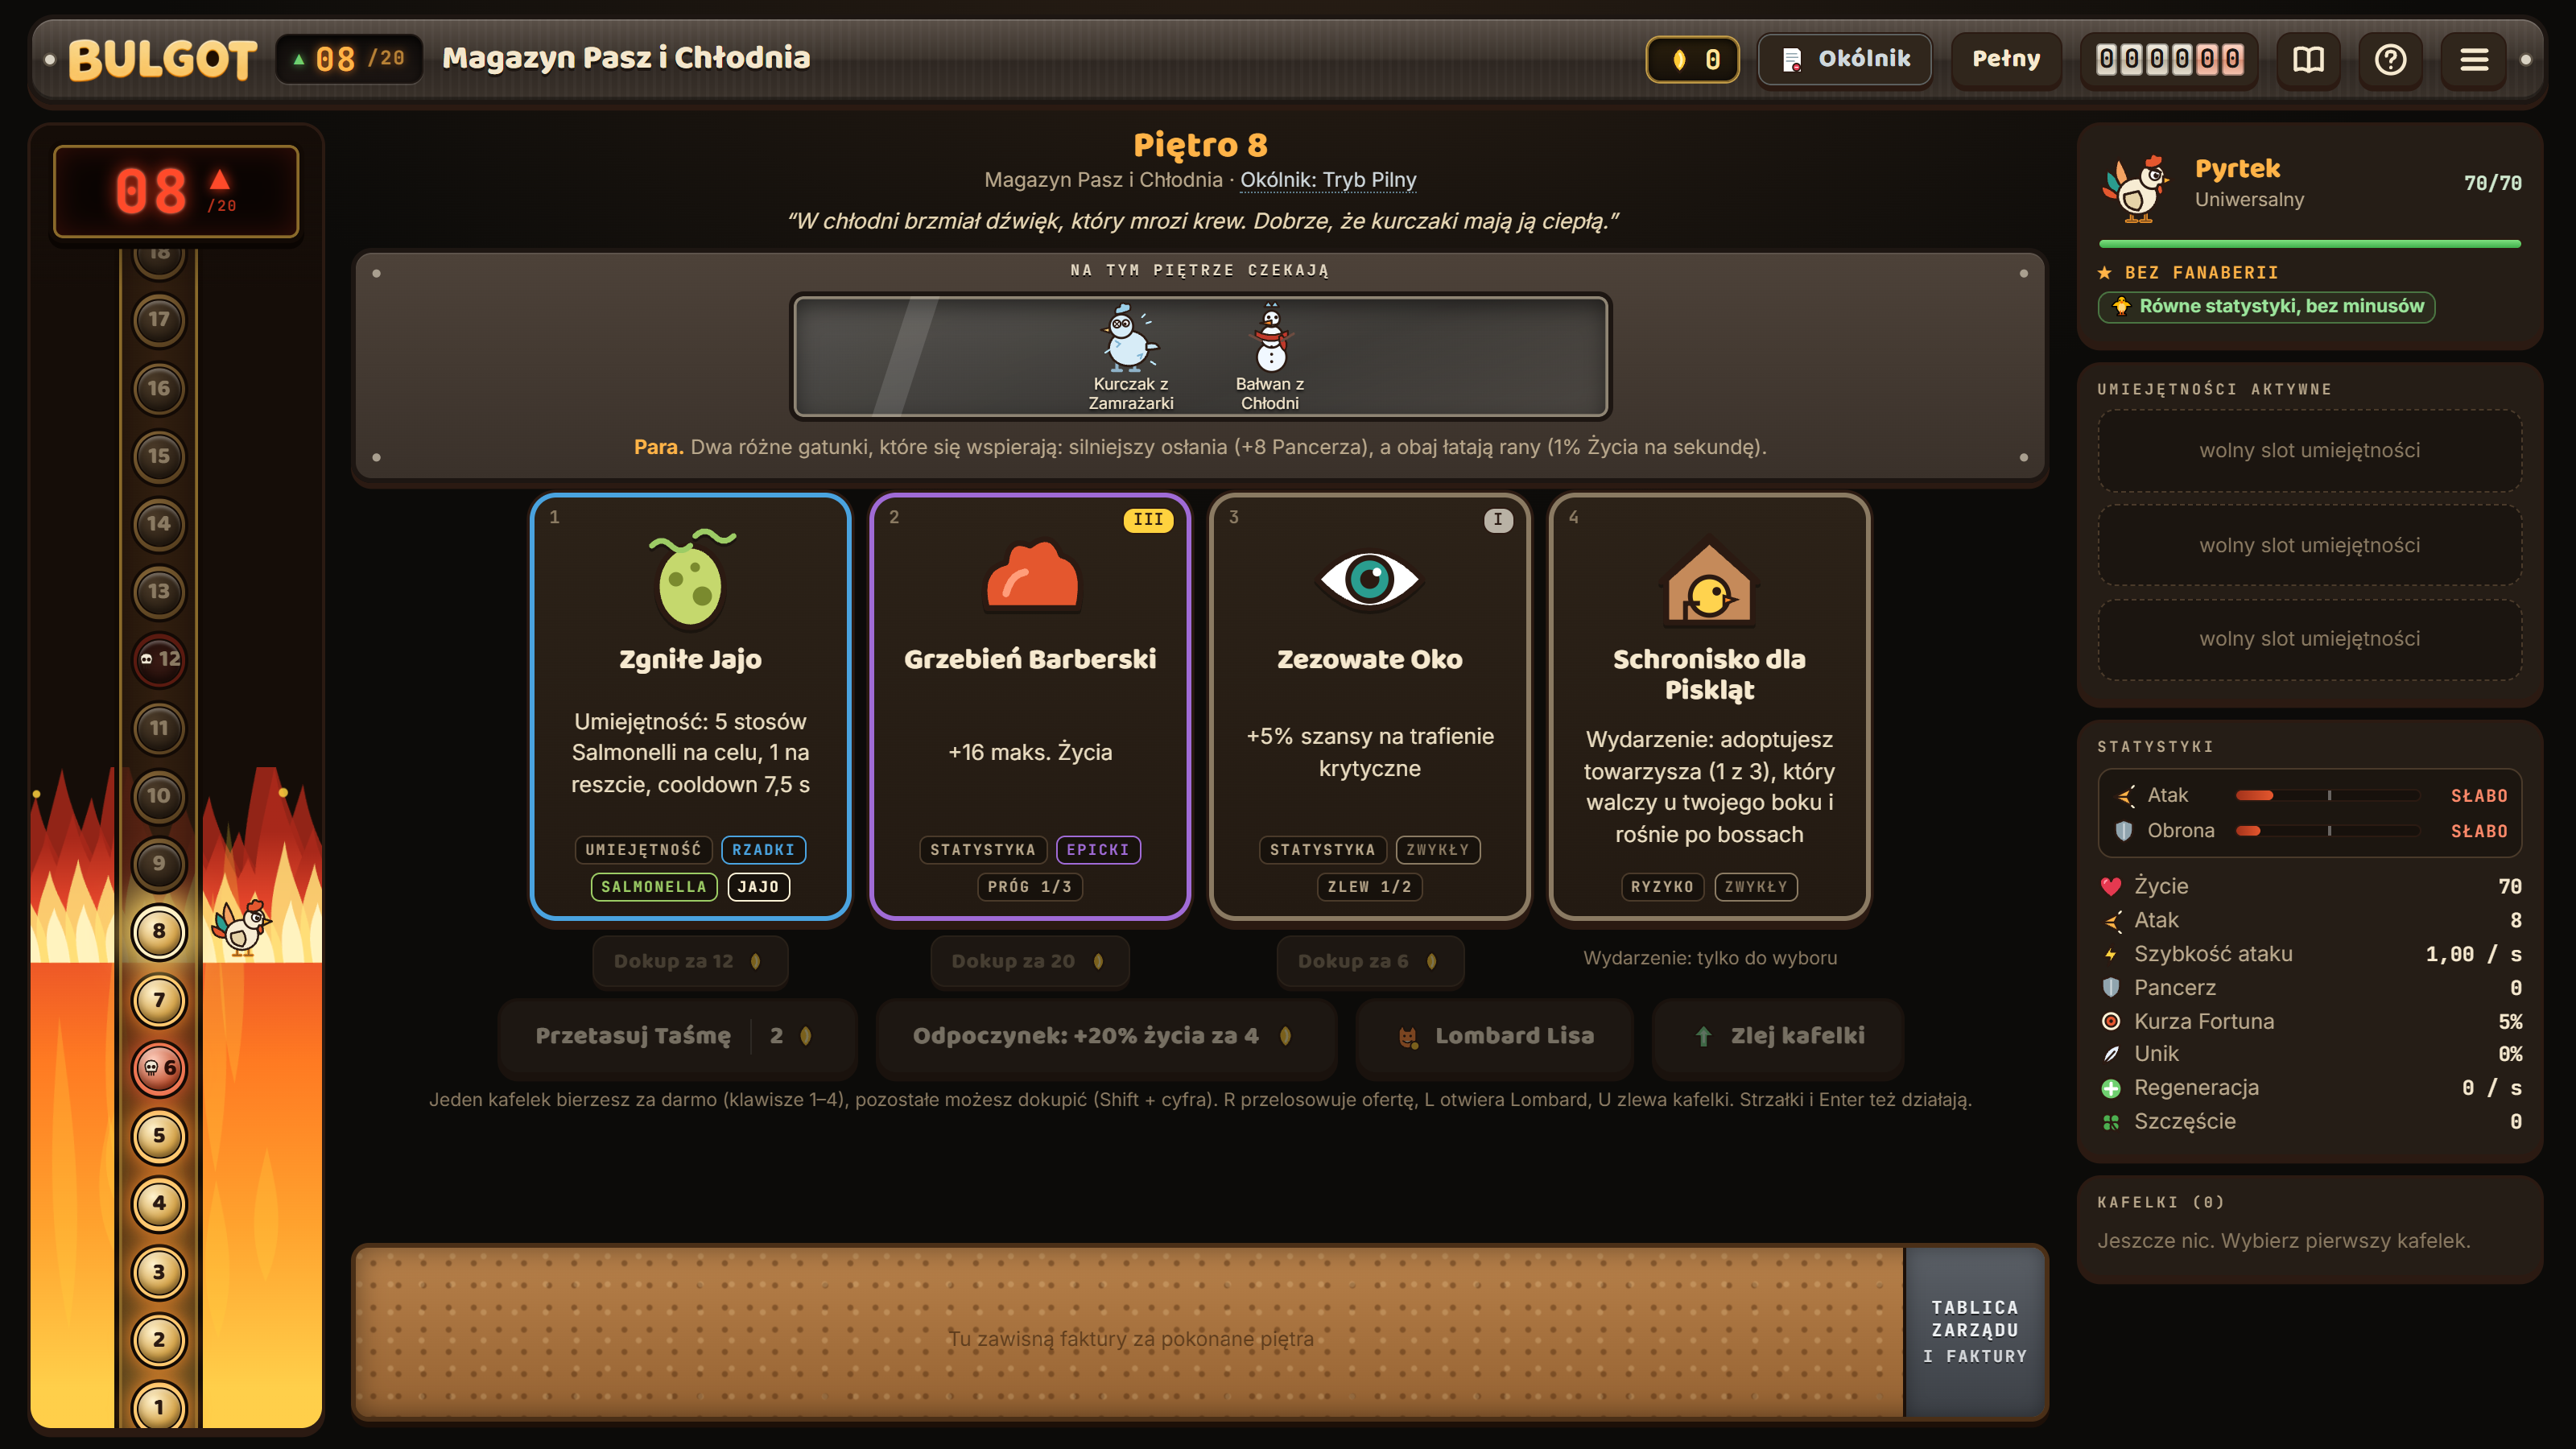 BULGOT
08 /20
Magazyn Pasz i Chłodnia
0
Okólnik
Pełny
000000
08
/20
18
17
16
15
14
13
12
11
10
9
8
7
6
5
4
3
2
1
Piętro 8
Magazyn Pasz i Chłodnia · Okólnik: Tryb Pilny
“W chłodni brzmiał dźwięk, który mrozi krew. Dobrze, że kurczaki mają ją ciepłą.”
NA TYM PIĘTRZE CZEKAJĄ
Kurczak z
Zamrażarki
Bałwan z
Chłodni
Para. Dwa różne gatunki, które się wspierają: silniejszy osłania (+8 Pancerza), a obaj łatają rany (1% Życia na sekundę).
1
Zgniłe Jajo
Umiejętność: 5 stosów
Salmonelli na celu, 1 na
reszcie, cooldown 7,5 s
UMIEJĘTNOŚĆ
RZADKI
SALMONELLA
JAJO
Dokup za 12
2
III
Grzebień Barberski
+16 maks. Życia
STATYSTYKA
EPICKI
PRÓG 1/3
Dokup za 20
3
I
Zezowate Oko
+5% szansy na trafienie
krytyczne
STATYSTYKA
ZWYKŁY
ZLEW 1/2
Dokup za 6
4
Schronisko dla
Piskląt
Wydarzenie: adoptujesz
towarzysza (1 z 3), który
walczy u twojego boku i
rośnie po bossach
RYZYKO
ZWYKŁY
Wydarzenie: tylko do wyboru
Przetasuj Taśmę 2
Odpoczynek: +20% życia za 4
Lombard Lisa
Zlej kafelki
Jeden kafelek bierzesz za darmo (klawisze 1–4), pozostałe możesz dokupić (Shift + cyfra). R przelosowuje ofertę, L otwiera Lombard, U zlewa kafelki. Strzałki i Enter też działają.
Tu zawisną faktury za pokonane piętra
TABLICA
ZARZĄDU
I FAKTURY
Pyrtek
Uniwersalny
70/70
★ BEZ FANABERII
Równe statystyki, bez minusów
UMIEJĘTNOŚCI AKTYWNE
wolny slot umiejętności
wolny slot umiejętności
wolny slot umiejętności
STATYSTYKI
Atak SŁABO
Obrona SŁABO
Życie 70
Atak 8
Szybkość ataku 1,00 / s
Pancerz 0
Kurza Fortuna 5%
Unik 0%
Regeneracja 0 / s
Szczęście 0
KAFELKI (0)
Jeszcze nic. Wybierz pierwszy kafelek.